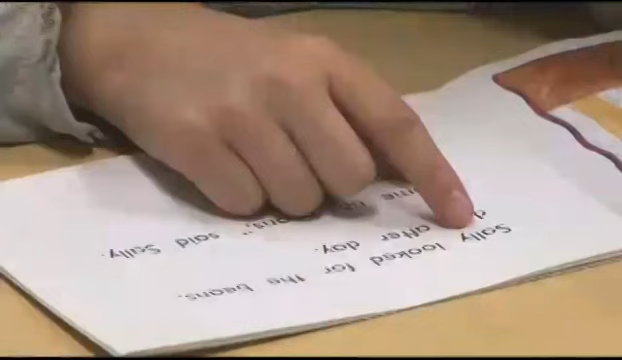 Sally looked for the beans.
after day.
said Sally.